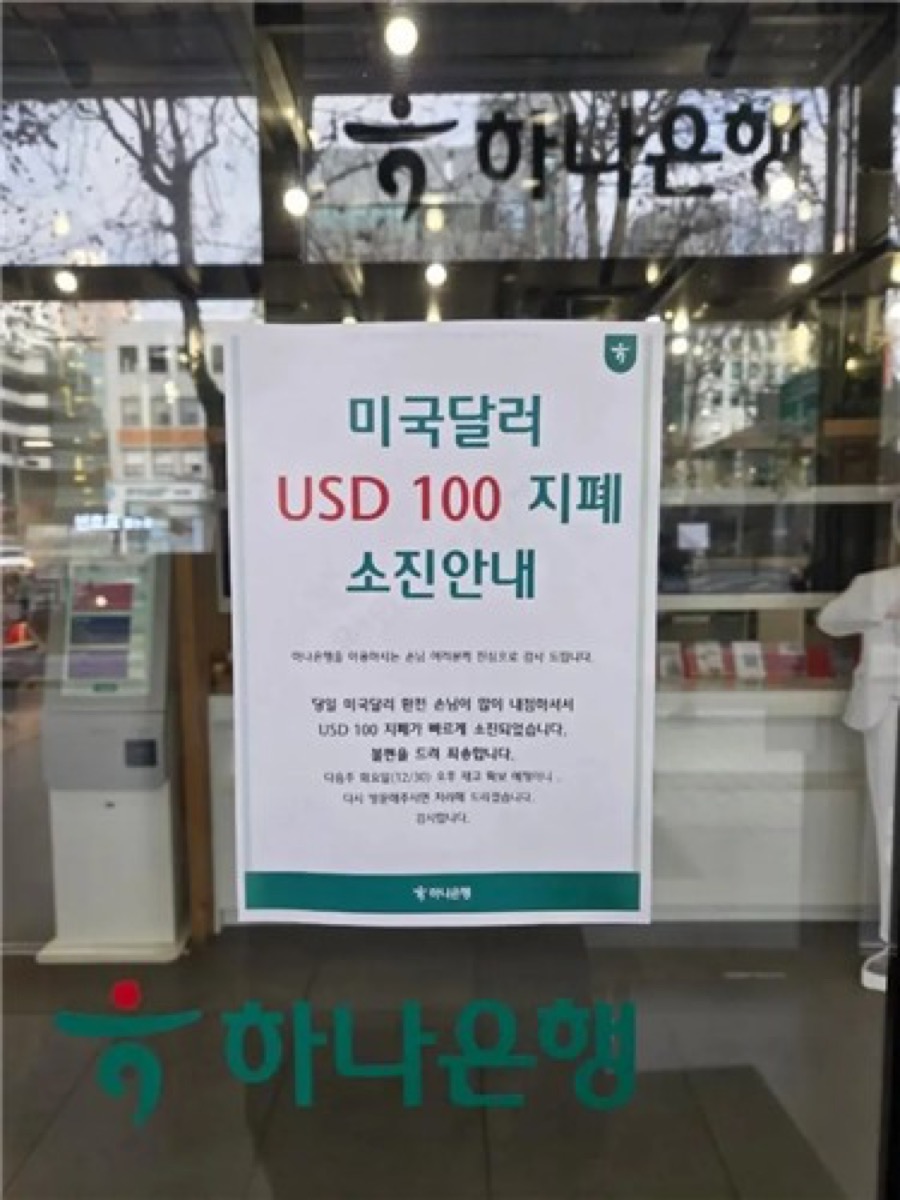 하나은행
미국달러
USD 100 지폐
소진안내
하나은행을 이용하시는 손님 여러분께 진심으로 감사 드립니다.
당일 미국달러 환전 손님이 많이 내점하셔서
USD 100 지폐가 빠르게 소진되었습니다.
불편을 드려 죄송합니다.
다음주 화요일(12/30) 오후 재고 확보 예정이니 ..
다시 방문해주시면 처리해 드리겠습니다.
감사합니다.
하나은행
하나은행